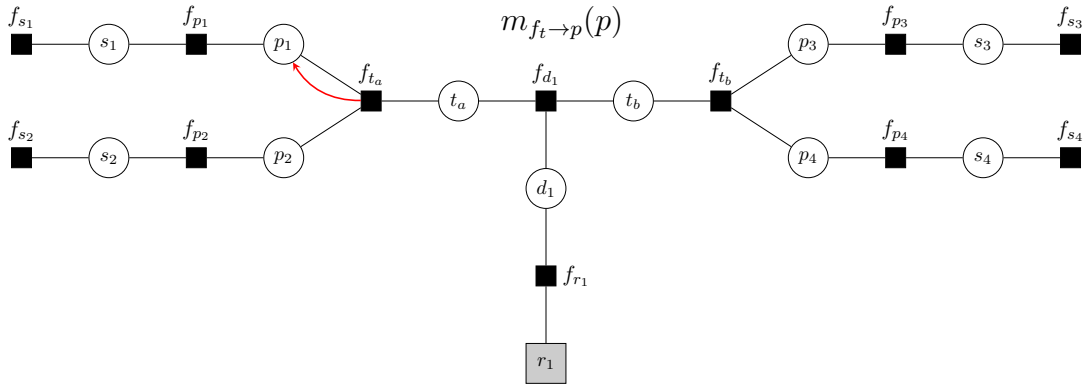 m_{f_t→p}(p)
f_{s_1} s_1 f_{p_1} p_1 p_3 f_{p_3} s_3 f_{s_3}
f_{t_a} t_a f_{d_1} t_b f_{t_b}
f_{s_2} s_2 f_{p_2} p_2 p_4 f_{p_4} s_4 f_{s_4}
d_1
f_{r_1}
r_1